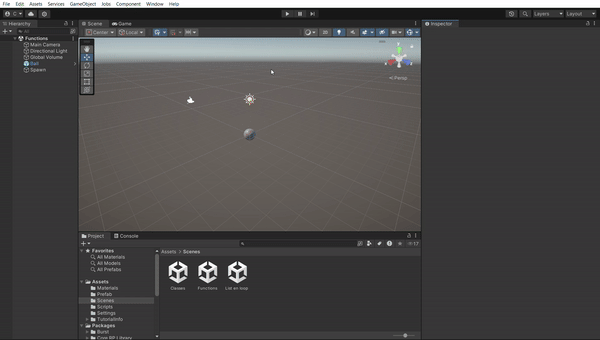 File Edit Assets Services GameObject Jobs Component Window Help
C
Layers
Layout
Hierarchy
Scene
Game
Inspector
All
Center
Local
2D
Functions
Main Camera
Directional Light
Global Volume
Ball
Spawn
Persp
Project
Console
17
Favorites
All Materials
All Models
All Prefabs
Assets
Materials
Prefab
Scenes
Scripts
Settings
TutorialInfo
Packages
Burst
Core RP Library
Assets > Scenes
Classes
Functions
List en loop